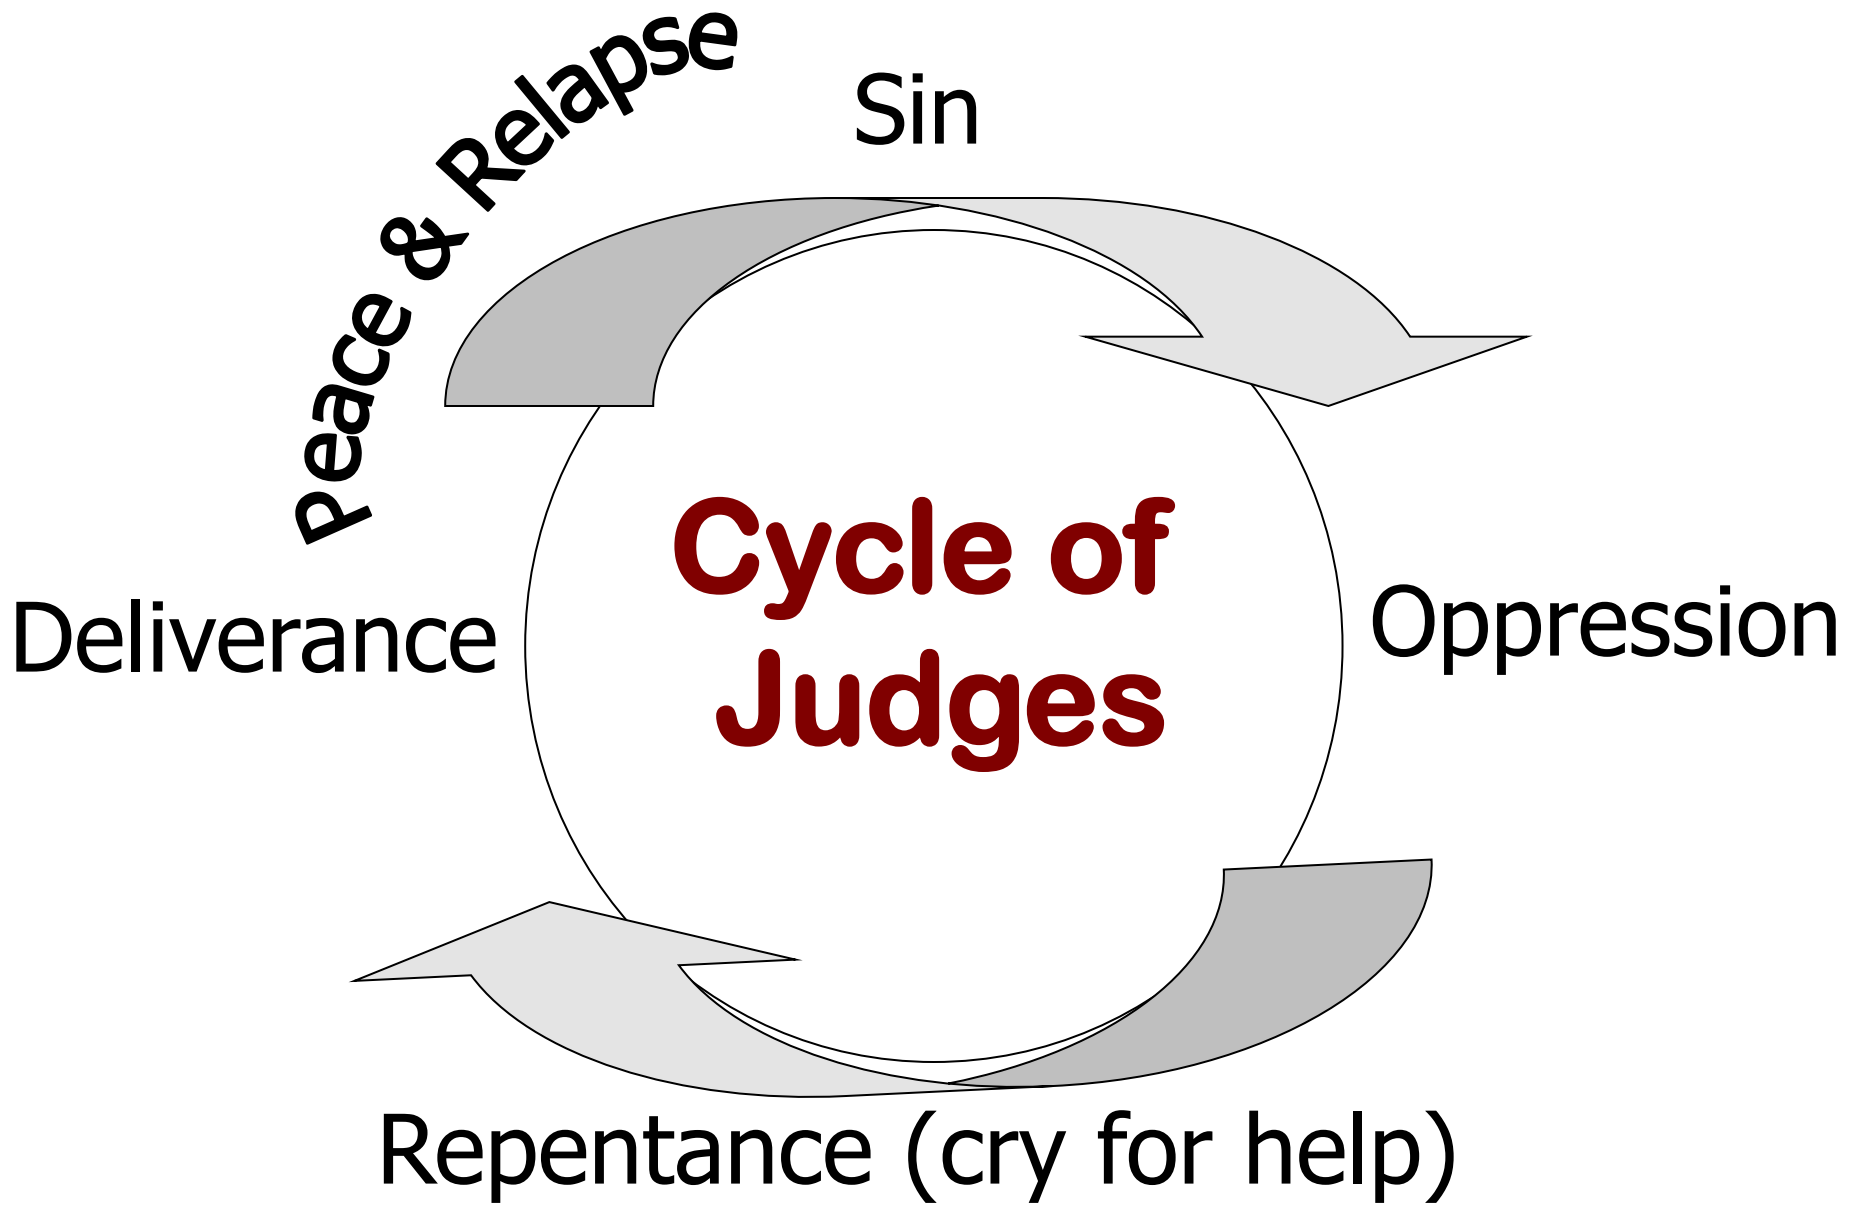 Peace & Relapse
Sin
Cycle of
Judges
Deliverance
Oppression
Repentance (cry for help)